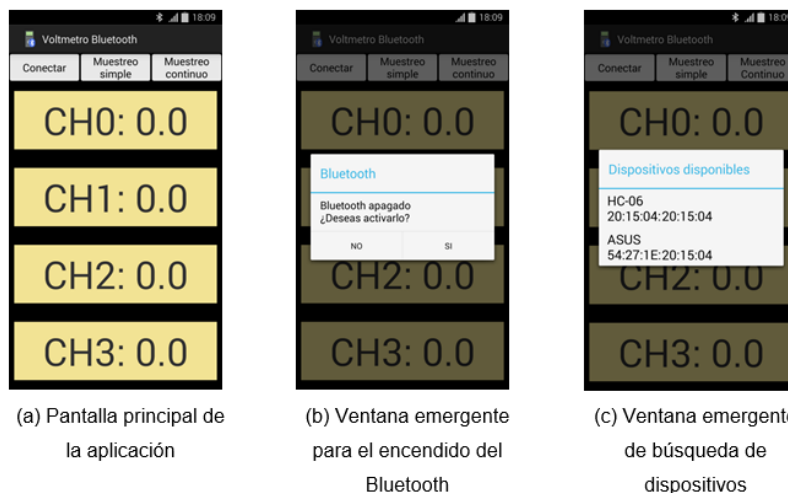 18:09
Voltmetro Bluetooth
Conectar
Muestreo
simple
Muestreo
continuo
CH0: 0.0
CH1: 0.0
CH2: 0.0
CH3: 0.0
(a) Pantalla principal de
la aplicación
18:09
Voltmetro Bluetooth
Conectar
Muestreo
simple
Muestreo
continuo
CH0: 0.0
Bluetooth
Bluetooth apagado
¿Deseas activarlo?
NO
SI
CH2: 0.0
CH3: 0.0
(b) Ventana emergente
para el encendido del
Bluetooth
18:09
Voltmetro Bluetooth
Conectar
Muestreo
simple
Muestreo
Continuo
CH0: 0.0
Dispositivos disponibles
HC-06
20:15:04:20:15:04
ASUS
54:27:1E:20:15:04
CH2: 0.0
CH3: 0.0
(c) Ventana emergente
de búsqueda de
dispositivos